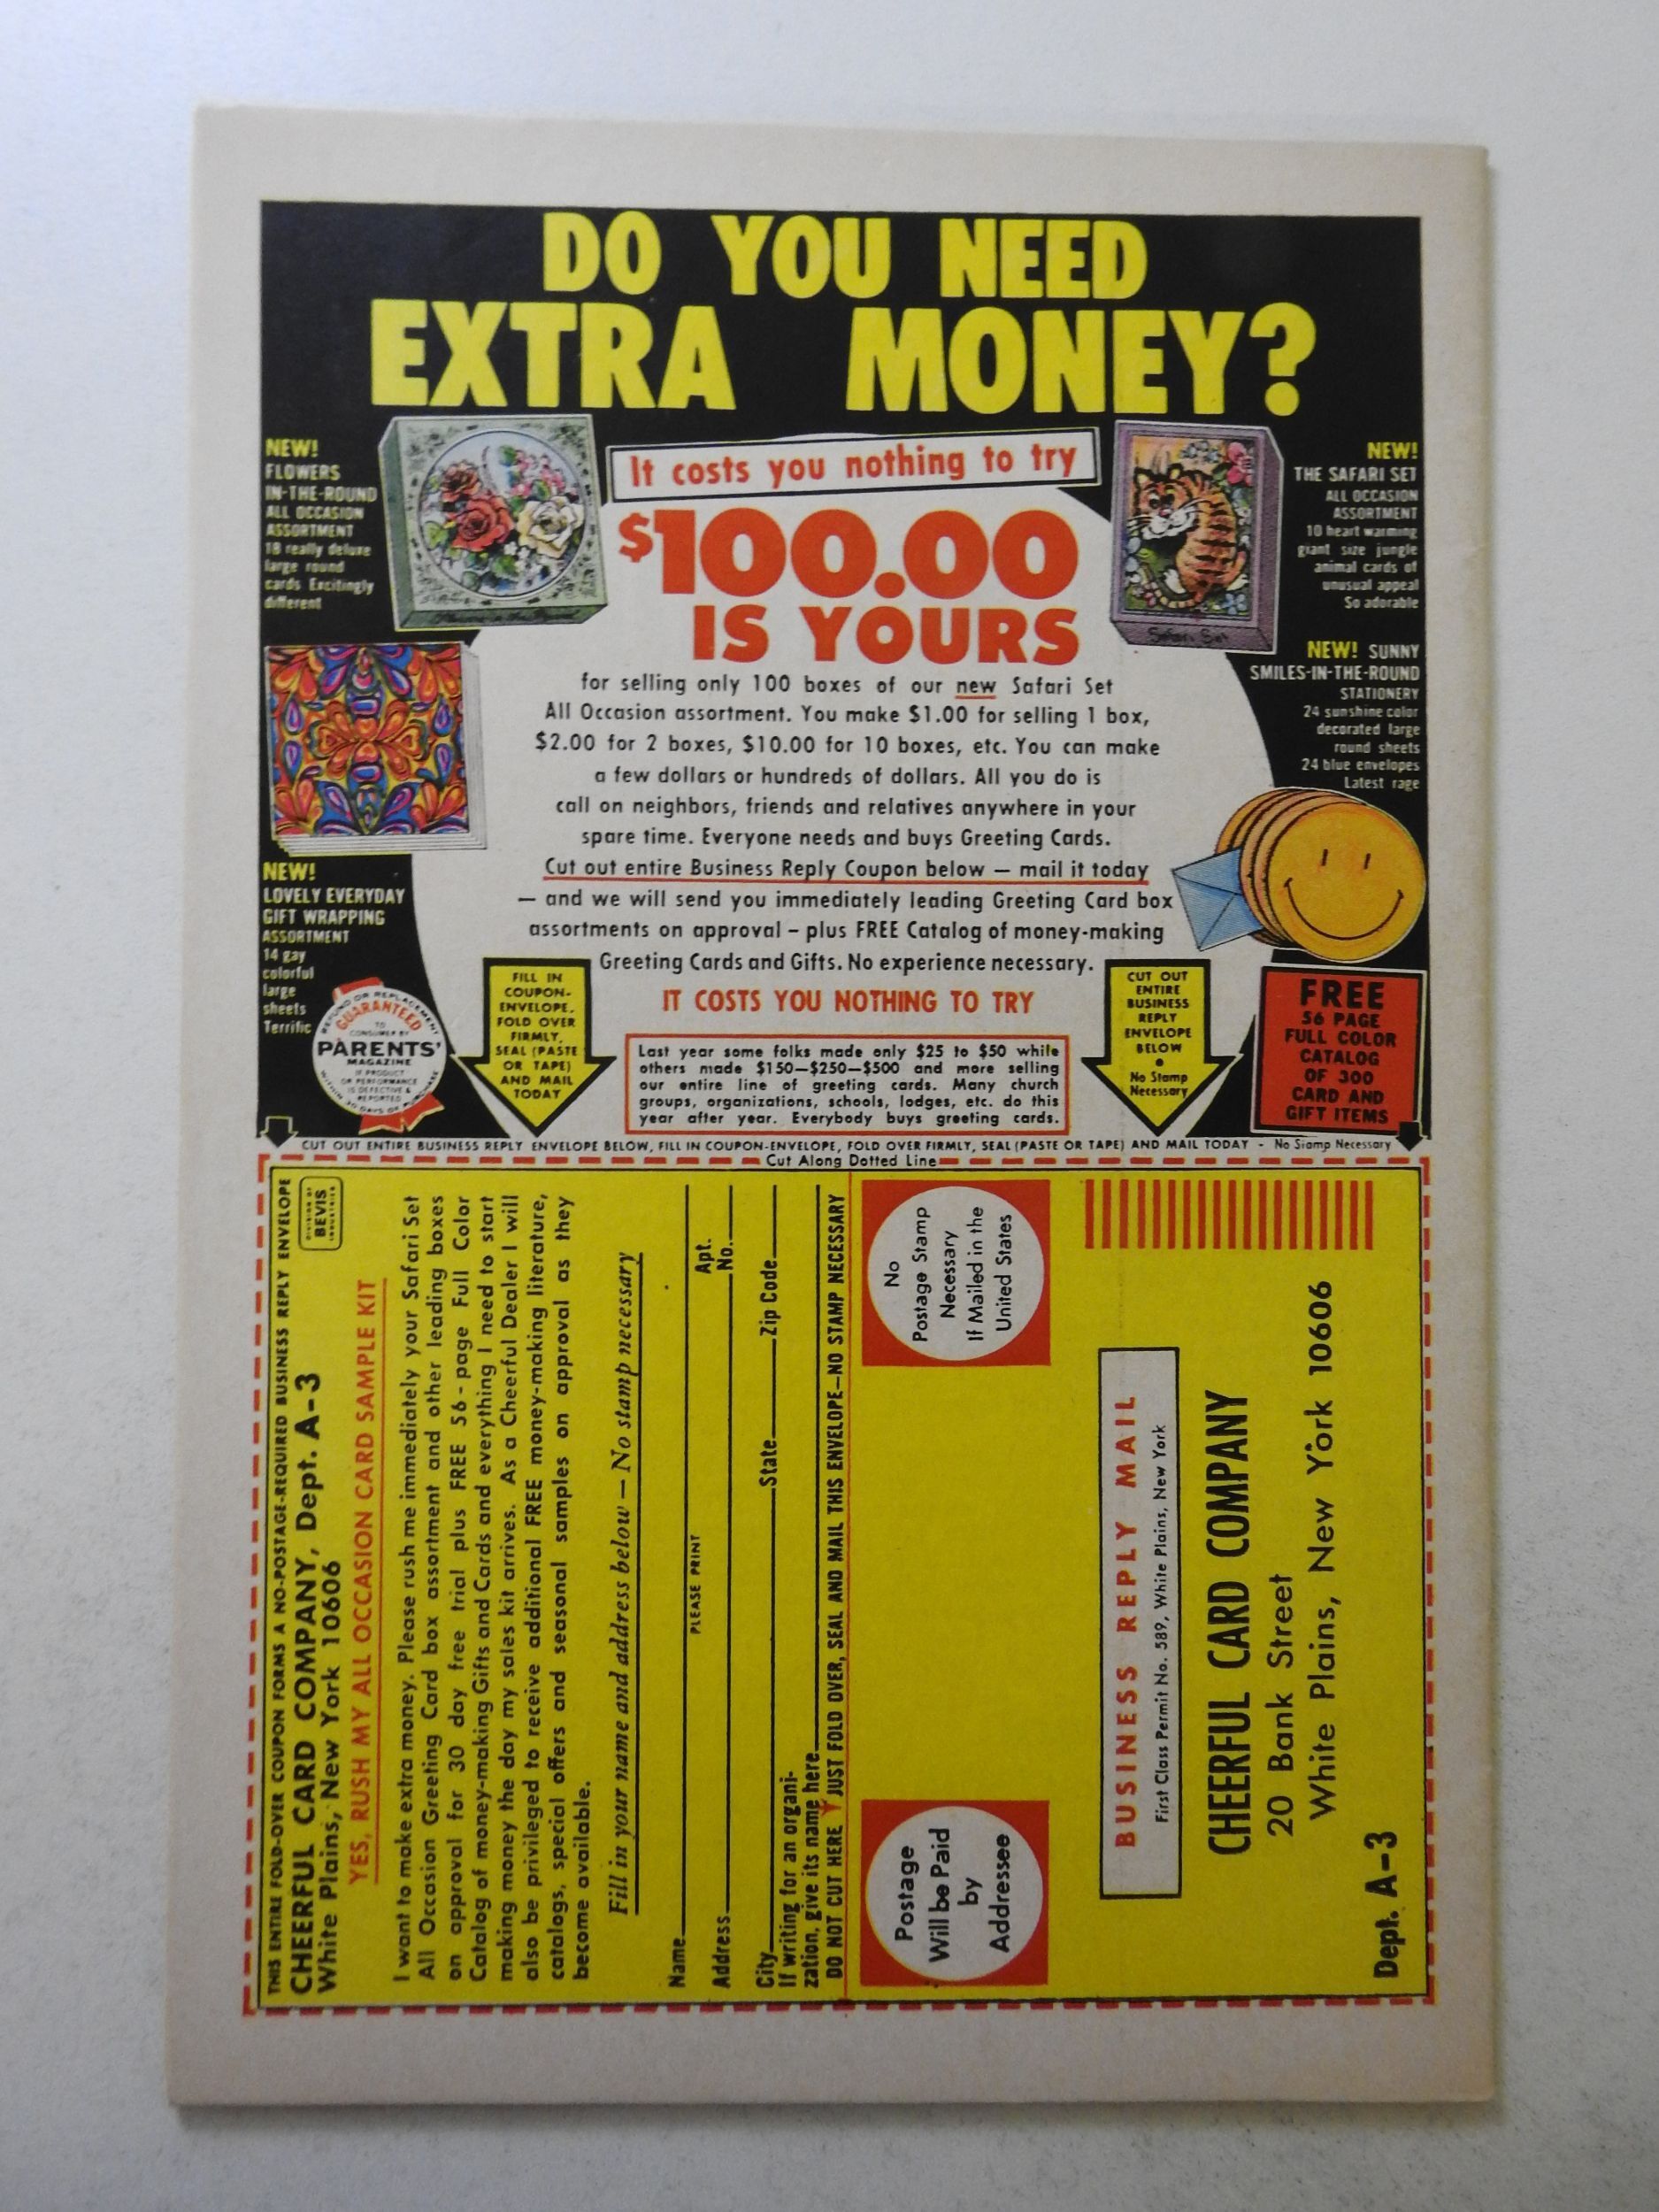 DO YOU NEED
EXTRA MONEY?
NEW!
FLOWERS
IN-THE-ROUND
ALL OCCASION
ASSORTMENT
18 really deluxe
large round
cards Excitingly
different
It costs you nothing to try
$100.00
IS YOURS
Safari Set
NEW!
THE SAFARI SET
ALL OCCASION
ASSORTMENT
10 heart warming
giant size jungle
animal cards of
unusual appeal
So adorable
NEW! SUNNY
SMILES-IN-THE-ROUND
STATIONERY
24 sunshine color
decorated large
round sheets
24 blue envelopes
Latest rage
for selling only 100 boxes of our new Safari Set
All Occasion assortment. You make $1.00 for selling 1 box,
$2.00 for 2 boxes, $10.00 for 10 boxes, etc. You can make
a few dollars or hundreds of dollars. All you do is
call on neighbors, friends and relatives anywhere in your
spare time. Everyone needs and buys Greeting Cards.
Cut out entire Business Reply Coupon below — mail it today
— and we will send you immediately leading Greeting Card box
assortments on approval – plus FREE Catalog of money-making
Greeting Cards and Gifts. No experience necessary.
IT COSTS YOU NOTHING TO TRY
NEW!
LOVELY EVERYDAY
GIFT WRAPPING
ASSORTMENT
14 gay
colorful
large
sheets
Terrific
REFUND OR REPLACEMENT
GUARANTEED
TO
CONSUMER BY
PARENTS'
MAGAZINE
IF PRODUCT
OR PERFORMANCE
IS DEFECTIVE &
REPORTED
WITHIN 30 DAYS OF PURCHASE
FILL IN
COUPON-
ENVELOPE,
FOLD OVER
FIRMLY,
SEAL (PASTE
OR TAPE)
AND MAIL
TODAY
Last year some folks made only $25 to $50 while
others made $150—$250—$500 and more selling
our entire line of greeting cards. Many church
groups, organizations, schools, lodges, etc. do this
year after year. Everybody buys greeting cards.
CUT OUT
ENTIRE
BUSINESS
REPLY
ENVELOPE
BELOW
•
No Stamp
Necessary
FREE
56 PAGE
FULL COLOR
CATALOG
OF 300
CARD AND
GIFT ITEMS
CUT OUT ENTIRE BUSINESS REPLY ENVELOPE BELOW, FILL IN COUPON-ENVELOPE, FOLD OVER FIRMLY, SEAL (PASTE OR TAPE) AND MAIL TODAY - No Stamp Necessary
Cut Along Dotted Line
THIS ENTIRE FOLD-OVER COUPON FORMS A NO-POSTAGE-REQUIRED BUSINESS REPLY ENVELOPE
CHEERFUL CARD COMPANY, Dept. A-3
White Plains, New York 10606
DIVISION OF
BEVIS
INDUSTRIES
YES, RUSH MY ALL OCCASION CARD SAMPLE KIT
I want to make extra money. Please rush me immediately your Safari Set
All Occasion Greeting Card box assortment and other leading boxes
on approval for 30 day free trial plus FREE 56-page Full Color
Catalog of money-making Gifts and Cards and everything I need to start
making money the day my sales kit arrives. As a Cheerful Dealer I will
also be privileged to receive additional FREE money-making literature,
catalogs, special offers and seasonal samples on approval as they
become available.
Fill in your name and address below — No stamp necessary
Name
PLEASE PRINT
Address Apt. No.
City State Zip Code
If writing for an organi-
zation, give its name here
DO NOT CUT HERE JUST FOLD OVER, SEAL AND MAIL THIS ENVELOPE—NO STAMP NECESSARY
Postage
Will be Paid
by
Addressee
No
Postage Stamp
Necessary
If Mailed in the
United States
BUSINESS REPLY MAIL
First Class Permit No. 589, White Plains, New York
CHEERFUL CARD COMPANY
20 Bank Street
White Plains, New York 10606
Dept. A-3